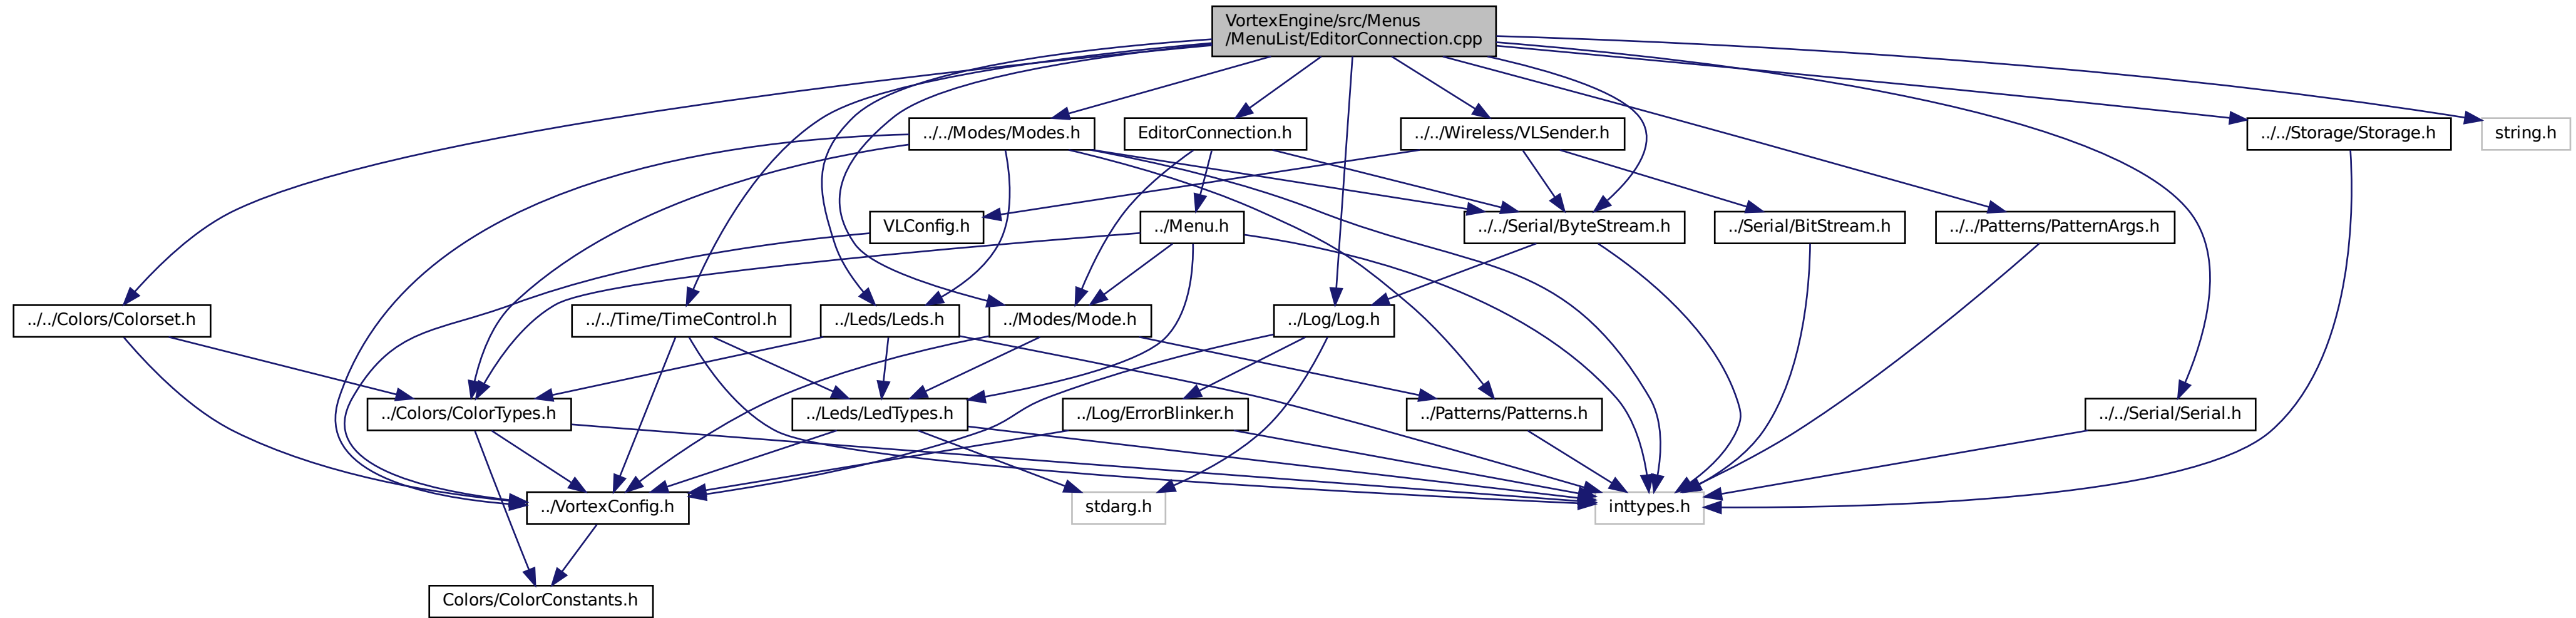 VortexEngine/src/Menus
/MenuList/EditorConnection.cpp
../../Modes/Modes.h
EditorConnection.h
../../Wireless/VLSender.h
../../Storage/Storage.h
string.h
VLConfig.h
../Menu.h
../../Serial/ByteStream.h
../Serial/BitStream.h
../../Patterns/PatternArgs.h
../../Colors/Colorset.h
../../Time/TimeControl.h
../Leds/Leds.h
../Modes/Mode.h
../Log/Log.h
../Colors/ColorTypes.h
../Leds/LedTypes.h
../Log/ErrorBlinker.h
../Patterns/Patterns.h
../../Serial/Serial.h
../VortexConfig.h
stdarg.h
inttypes.h
Colors/ColorConstants.h